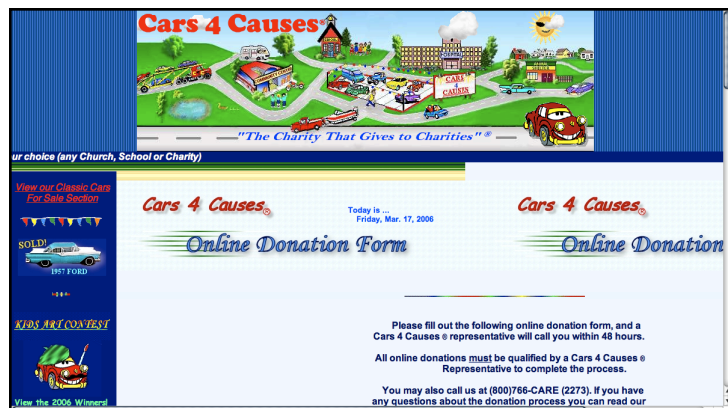 Cars 4 Causes®
CARS
4
CAUSES
"The Charity That Gives to Charities"®
ur choice (any Church, School or Charity)
View our Classic Cars
For Sale Section
SOLD!
1957 FORD
KIDS ART CONTEST
View the 2006 Winners!
Cars 4 Causes®
Today is ...
Friday, Mar. 17, 2006
Online Donation Form
Cars 4 Causes®
Online Donation
Please fill out the following online donation form, and a
Cars 4 Causes ® representative will call you within 48 hours.
All online donations must be qualified by a Cars 4 Causes ®
Representative to complete the process.
You may also call us at (800)766-CARE (2273). If you have
any questions about the donation process you can read our